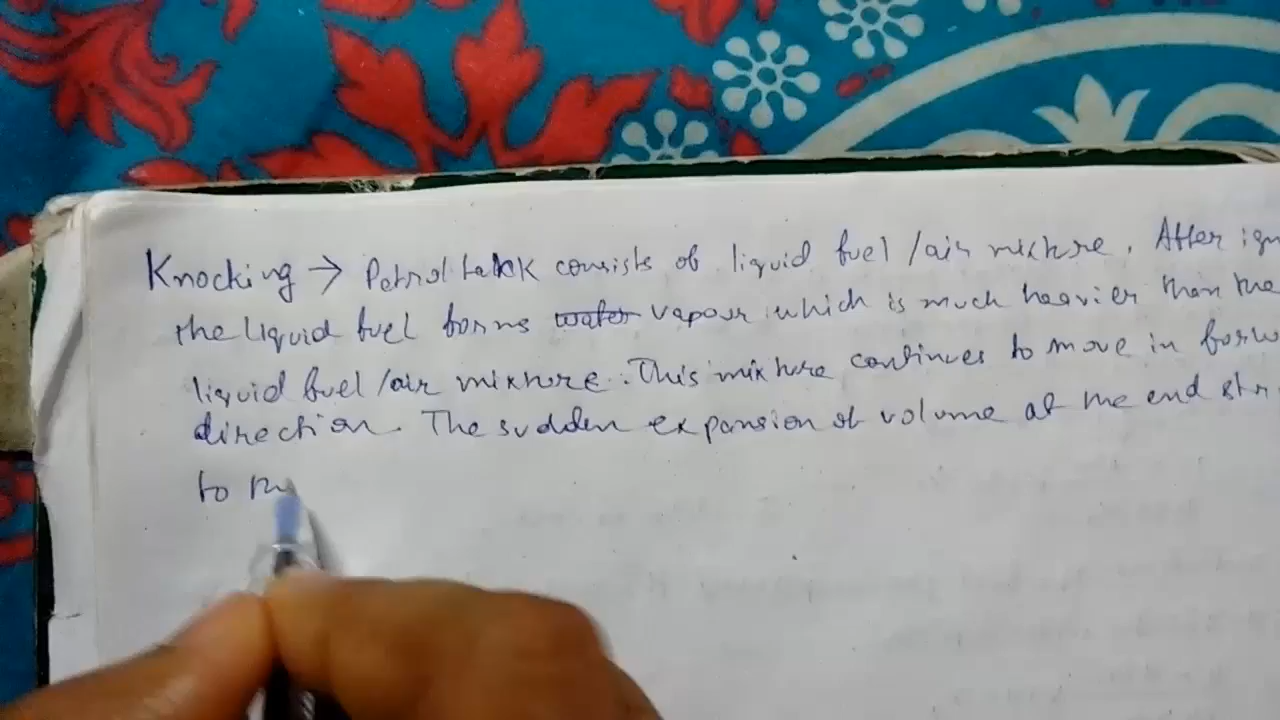 Knocking → Petrol tank consists of liquid fuel /air mixture. After ign
the liquid fuel forms water vapour which is much heavier than the
liquid fuel /air mixture. This mixture continues to move in forw
direction. The sudden expansion of volume at the end str
to